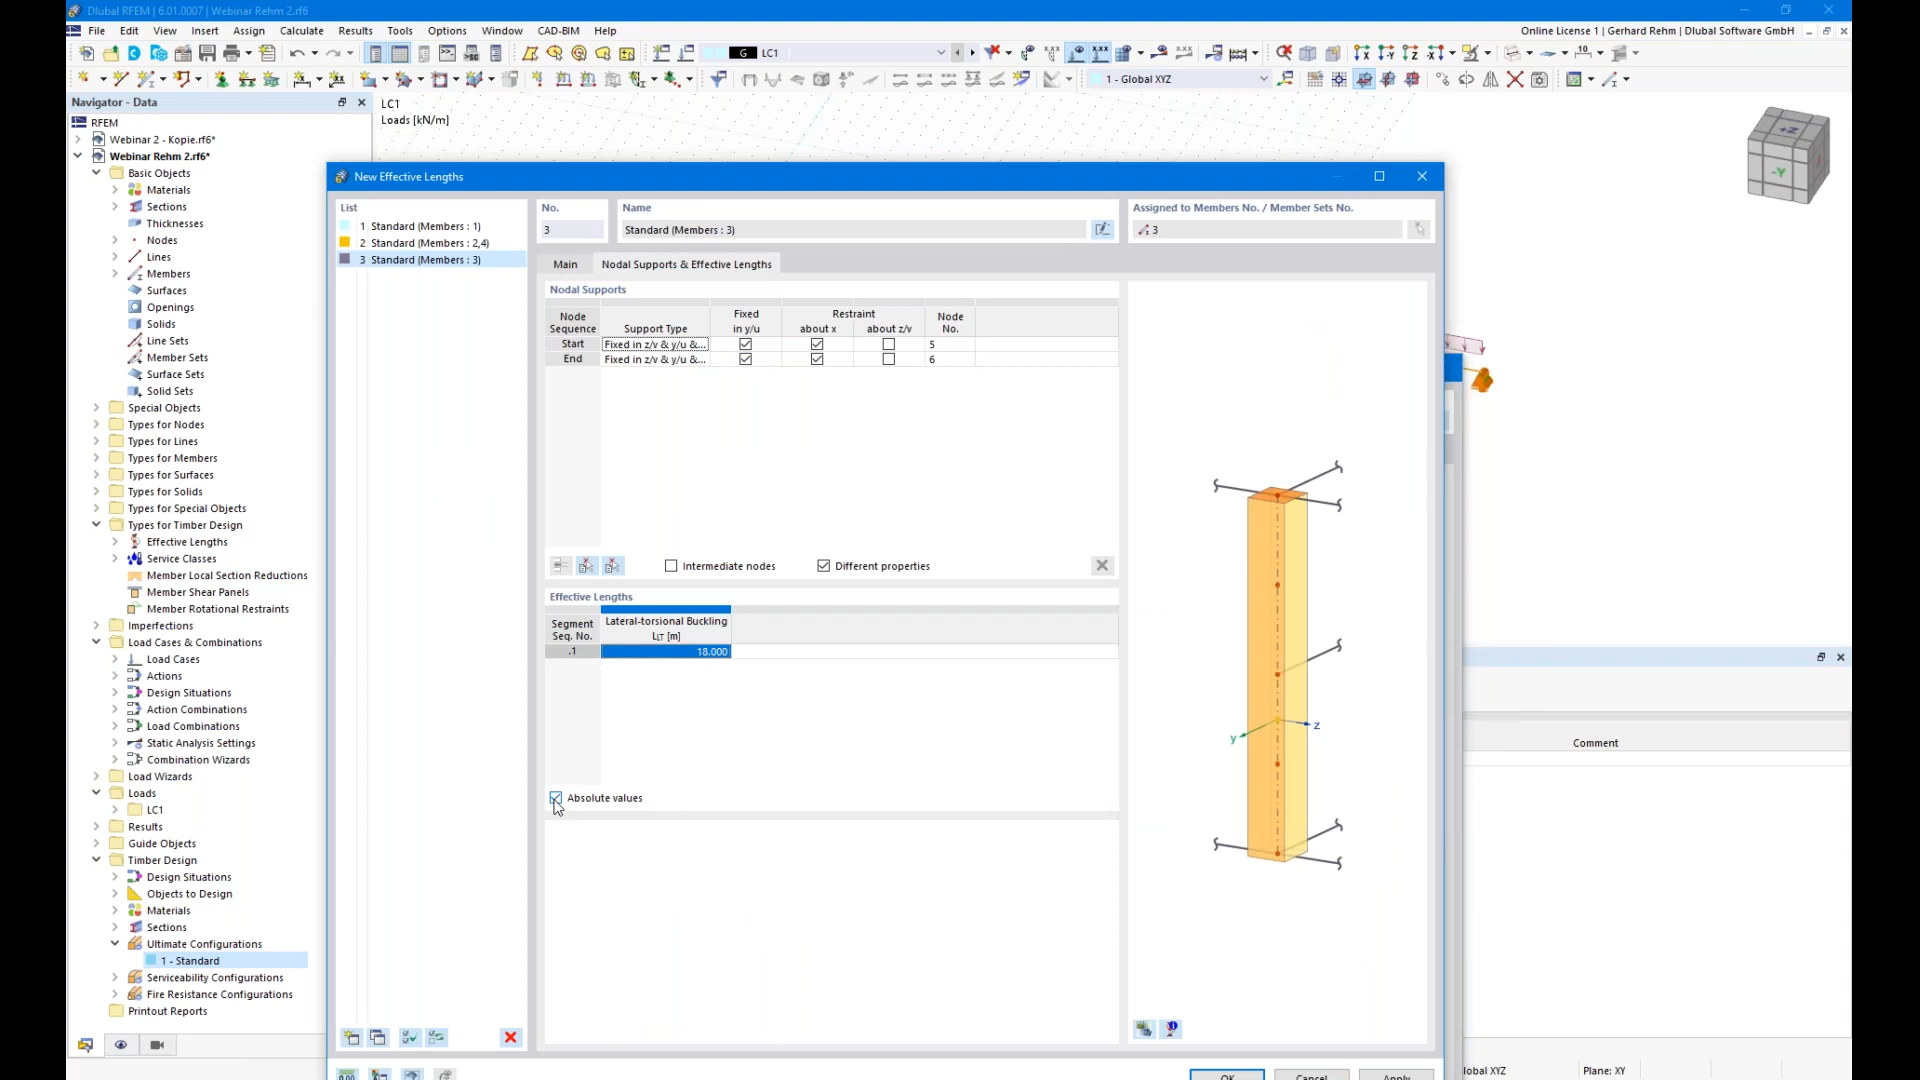 Dlubal RFEM | 6.01.0007 | Webinar Rehm 2.rf6
File Edit View Insert Assign Calculate Results Tools Options Window CAD-BIM Help
Online License 1 | Gerhard Rehm | Dlubal Software GmbH
G LC1
1 - Global XYZ
Navigator - Data
RFEM
Webinar 2 - Kopie.rf6*
Webinar Rehm 2.rf6*
Basic Objects
Materials
Sections
Thicknesses
Nodes
Lines
Members
Surfaces
Openings
Solids
Line Sets
Member Sets
Surface Sets
Solid Sets
Special Objects
Types for Nodes
Types for Lines
Types for Members
Types for Surfaces
Types for Solids
Types for Special Objects
Types for Timber Design
Effective Lengths
Service Classes
Member Local Section Reductions
Member Shear Panels
Member Rotational Restraints
Imperfections
Load Cases & Combinations
Load Cases
Actions
Design Situations
Action Combinations
Load Combinations
Static Analysis Settings
Combination Wizards
Load Wizards
Loads
LC1
Results
Guide Objects
Timber Design
Design Situations
Objects to Design
Materials
Sections
Ultimate Configurations
1 - Standard
Serviceability Configurations
Fire Resistance Configurations
Printout Reports
LC1
Loads [kN/m]
+Z
-Y
New Effective Lengths
List
1 Standard (Members : 1)
2 Standard (Members : 2,4)
3 Standard (Members : 3)
No.
3
Name
Standard (Members : 3)
Assigned to Members No. / Member Sets No.
3
Main
Nodal Supports & Effective Lengths
Nodal Supports
Node Sequence
Support Type
Fixed in y/u
Restraint
about x
about z/v
Node No.
Start Fixed in z/v & y/u &... 5
End Fixed in z/v & y/u &... 6
Intermediate nodes
Different properties
Effective Lengths
Segment Seq. No.
Lateral-torsional Buckling
LLT [m]
.1 18.000
Absolute values
y
z
OK Cancel Apply
Comment
lobal XYZ
Plane: XY